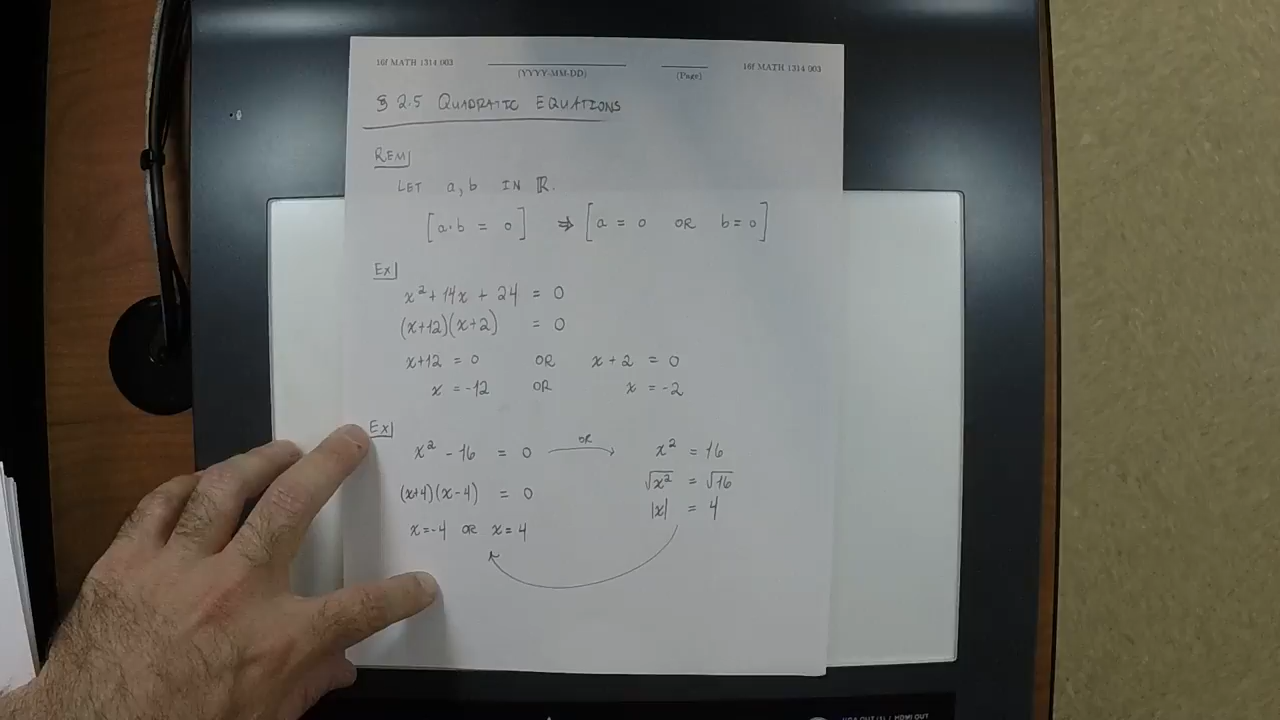 16f MATH 1314 003 (YYYY-MM-DD) (Page) 16f MATH 1314 003
§ 2.5 QUADRATIC EQUATIONS
REM
LET a, b IN ℝ.
[a·b = 0] ⇒ [a = 0 OR b = 0]
EX
x² + 14x + 24 = 0
(x+12)(x+2) = 0
x+12 = 0 OR x + 2 = 0
x = -12 OR x = -2
EX
x² - 16 = 0 OR → x² = 16
(x+4)(x-4) = 0 √x² = √16
x=-4 OR x=4 |x| = 4